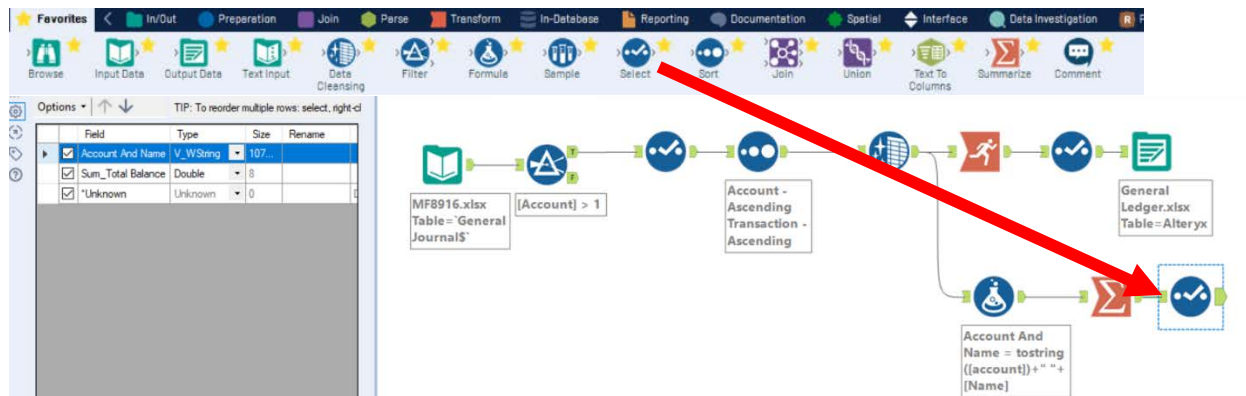 Favorites In/Out Preparation Join Parse Transform In-Database Reporting Documentation Spatial Interface Data Investigation R
Browse Input Data Output Data Text Input Data Cleansing Filter Formula Sample Select Sort Join Union Text To Columns Summarize Comment
Options TIP: To reorder multiple rows: select, right-cl
Field Type Size Rename
Account And Name V_WString 107...
Sum_Total Balance Double 8
*Unknown Unknown 0
MF8916.xlsx
Table=`General
Journal$`
T
F
[Account] > 1
Account -
Ascending
Transaction -
Ascending
General
Ledger.xlsx
Table=Alteryx
Account And
Name = tostring
([account])+" "+
[Name]